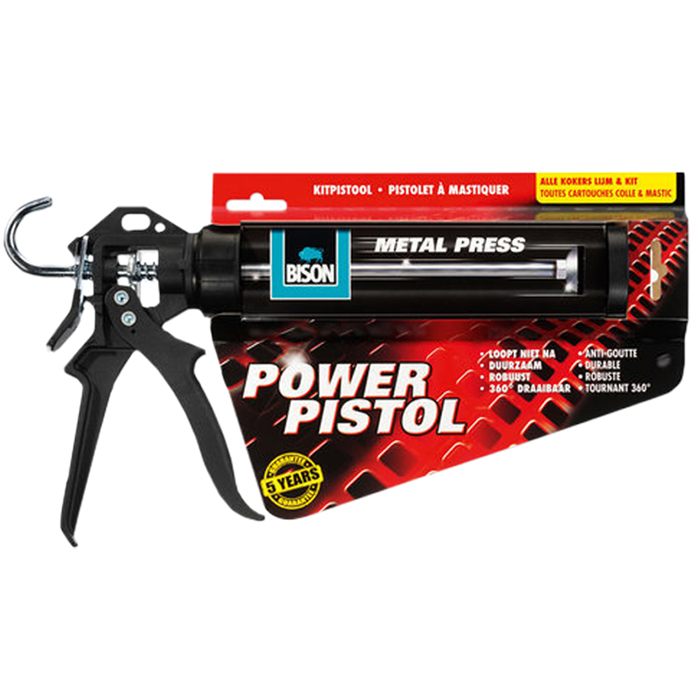 KITPISTOOL • PISTOLET À MASTIQUER
ALLE KOKERS LIJM & KIT
TOUTES CARTOUCHES COLLE & MASTIC
METAL PRESS
BISON
POWER
PISTOL
• LOOPT NIET NA
• DUURZAAM
• ROBUUST
• 360° DRAAIBAAR
• ANTI-GOUTTE
• DURABLE
• ROBUSTE
• TOURNANT 360°
GUARANTEE
5 YEARS
GUARANTEE